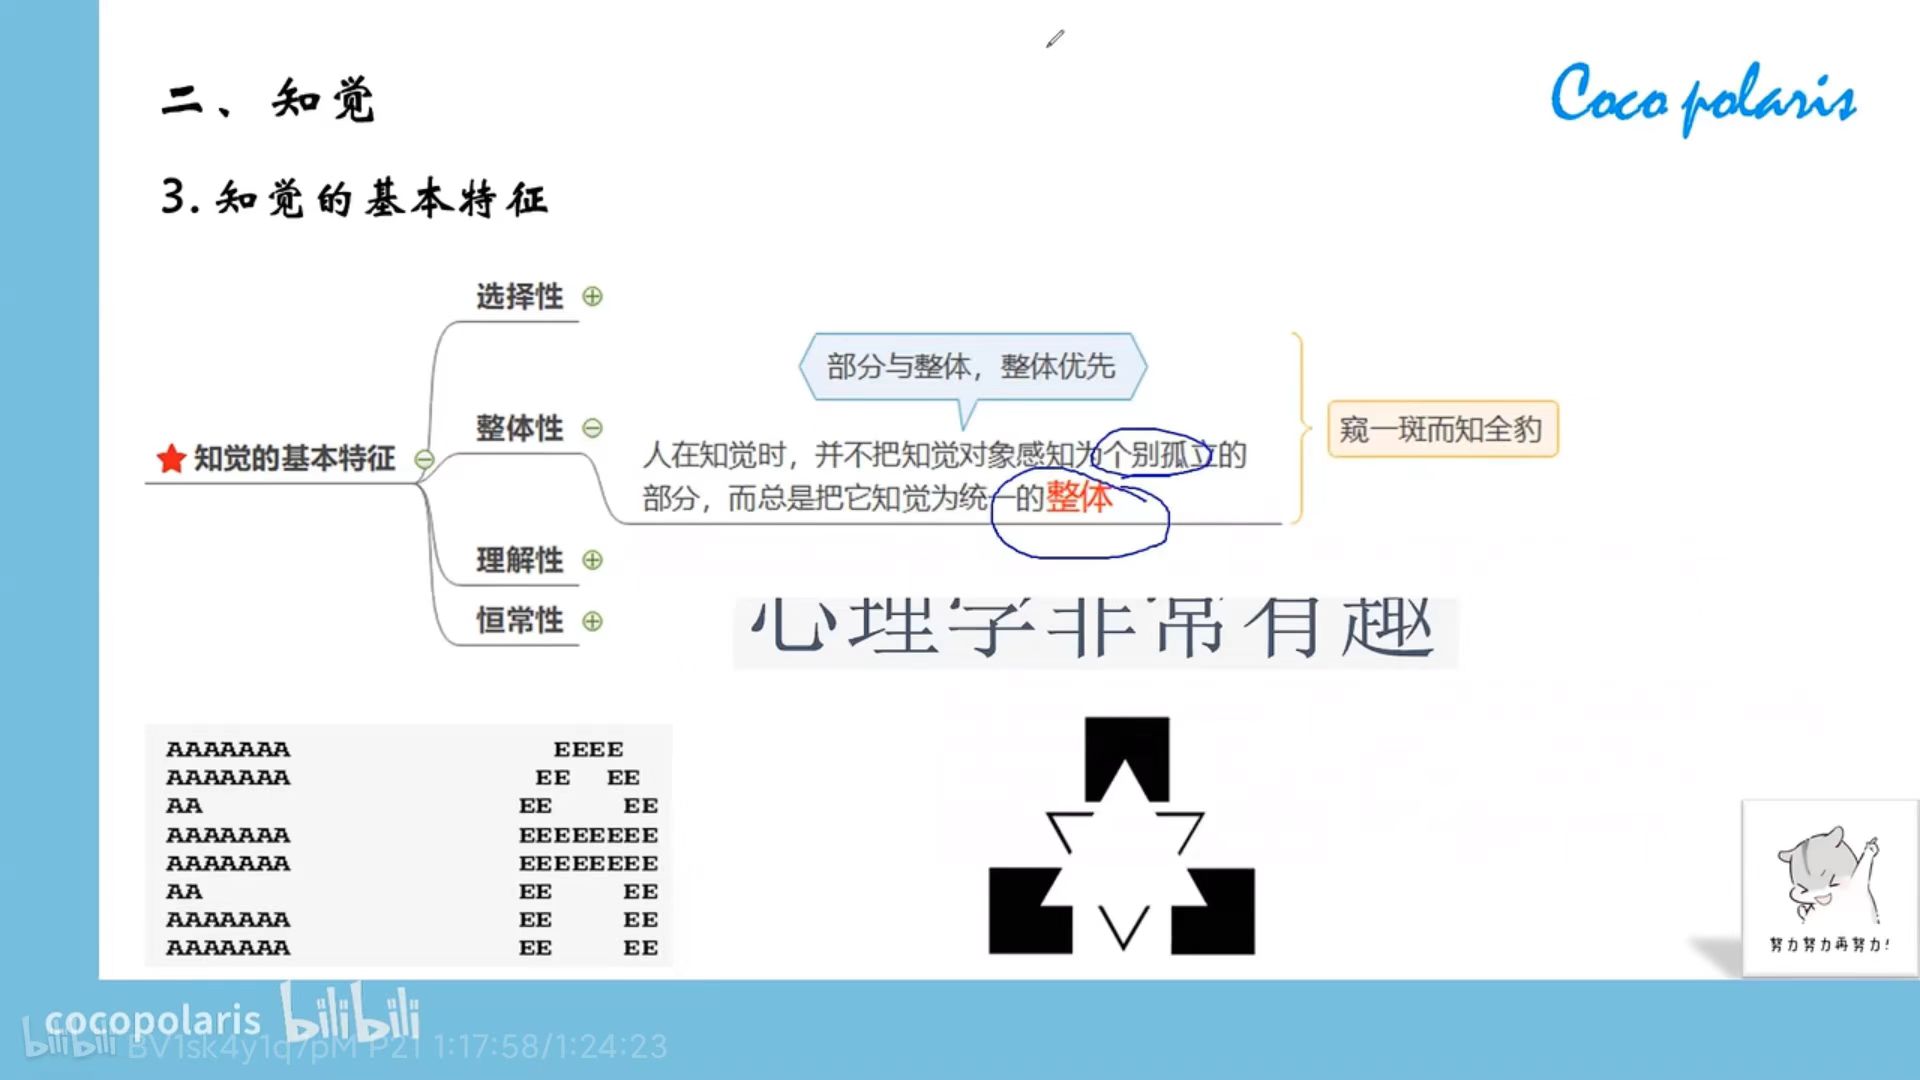 二、知觉
Coco polaris
3.知觉的基本特征
选择性
部分与整体，整体优先
整体性
人在知觉时，并不把知觉对象感知为个别孤立的
部分，而总是把它知觉为统一的整体
窥一斑而知全豹
★知觉的基本特征
理解性
恒常性
心理学非常有趣
AAAAAAA EEEE
AAAAAAA EE EE
AA EE EE
AAAAAAA EEEEEEEE
AAAAAAA EEEEEEEE
AA EE EE
AAAAAAA EE EE
AAAAAAA EE EE
努力努力再努力!
cocopolaris bilibili
bilibili BV1sk4y1q7pM P21 1:17:58/1:24:23